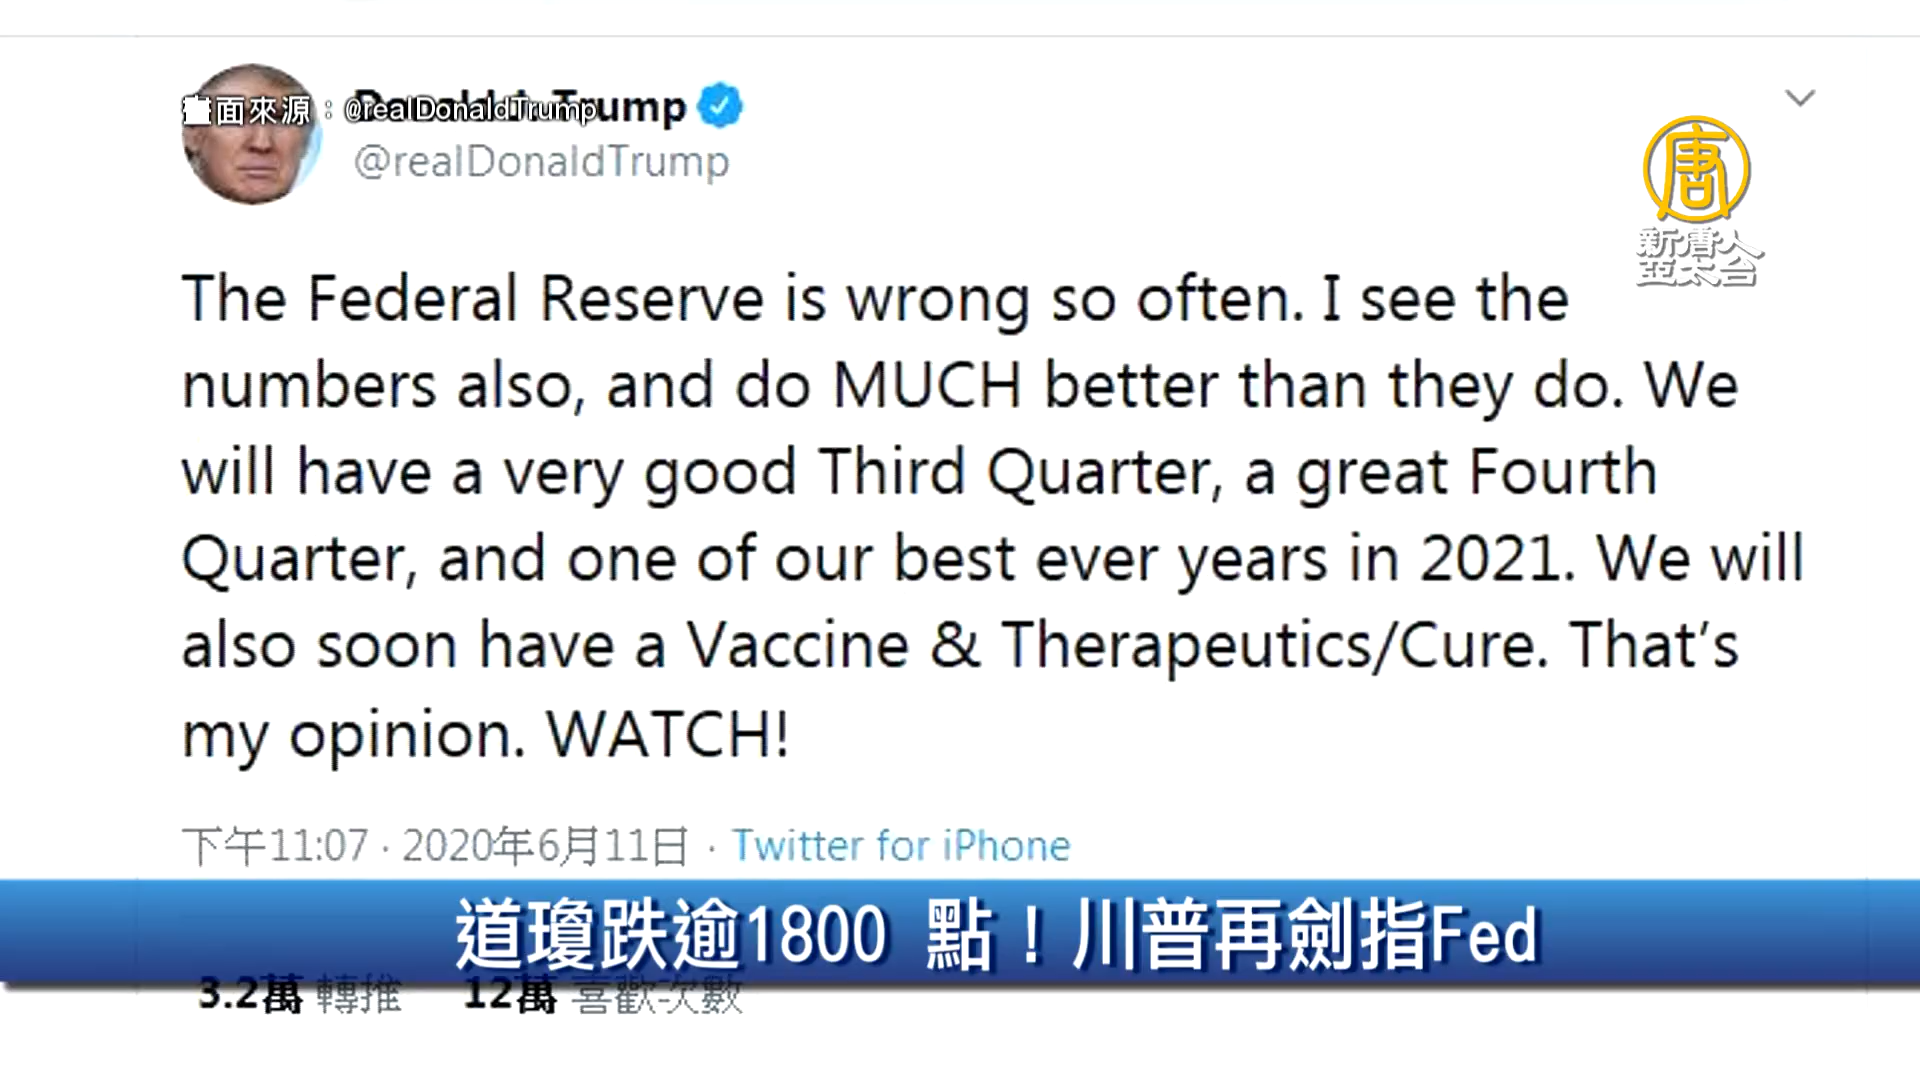 Donald J. Trump
畫面來源：@realDonaldTrump
@realDonaldTrump
唐
新唐人
亞太台
The Federal Reserve is wrong so often. I see the
numbers also, and do MUCH better than they do. We
will have a very good Third Quarter, a great Fourth
Quarter, and one of our best ever years in 2021. We will
also soon have a Vaccine & Therapeutics/Cure. That's
my opinion. WATCH!
下午11:07 · 2020年6月11日 · Twitter for iPhone
道瓊跌逾1800 點！川普再劍指Fed
3.2萬 轉推 12萬 喜歡次數